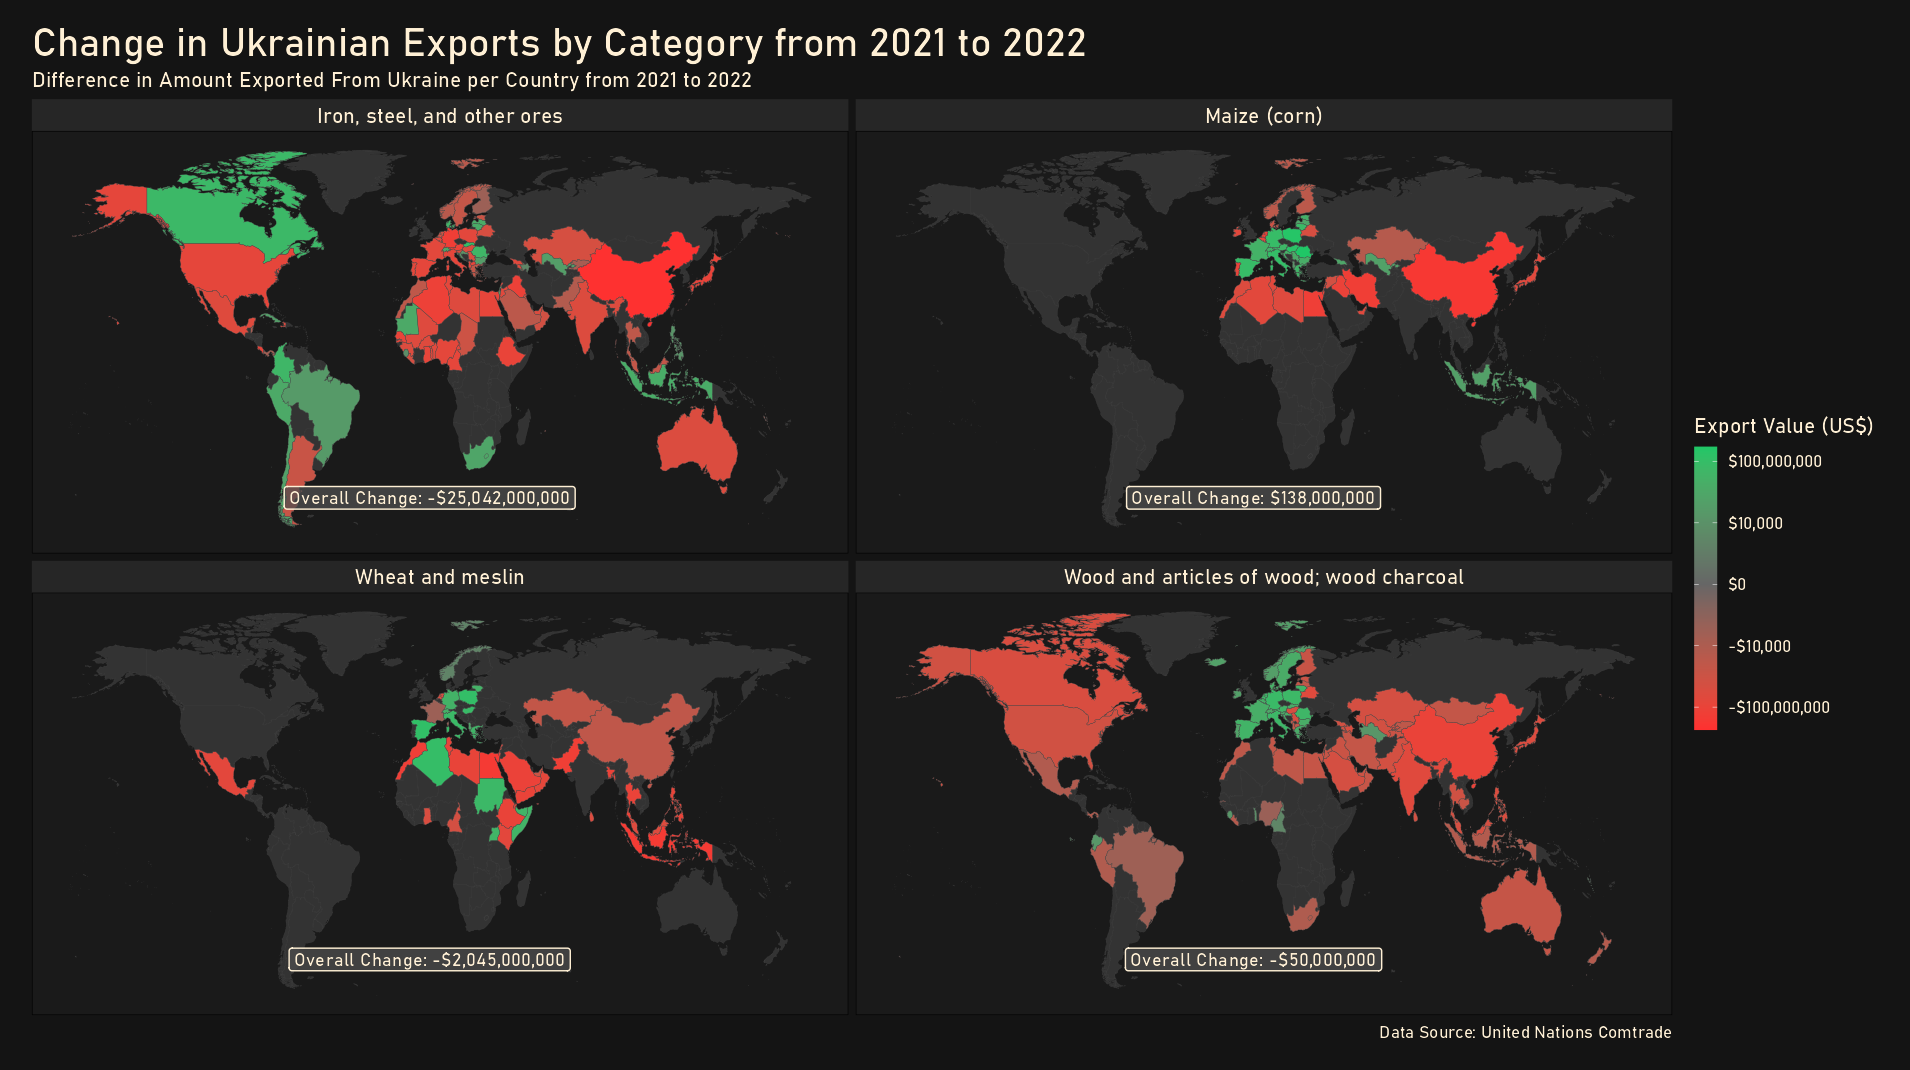 Change in Ukrainian Exports by Category from 2021 to 2022
Difference in Amount Exported From Ukraine per Country from 2021 to 2022
Iron, steel, and other ores
Maize (corn)
Overall Change: -$25,042,000,000
Overall Change: $138,000,000
Wheat and meslin
Wood and articles of wood; wood charcoal
Overall Change: -$2,045,000,000
Overall Change: -$50,000,000
Export Value (US$)
$100,000,000
$10,000
$0
-$10,000
-$100,000,000
Data Source: United Nations Comtrade